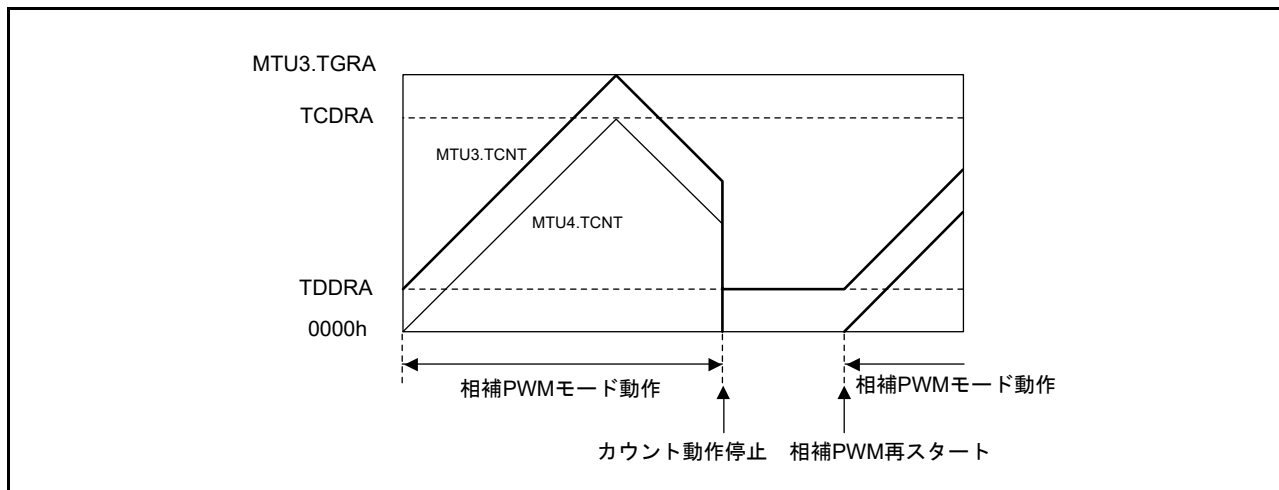 MTU3.TGRA
TCDRA
MTU3.TCNT
MTU4.TCNT
TDDRA
0000h
相補PWMモード動作
相補PWMモード動作
カウント動作停止
相補PWM再スタート